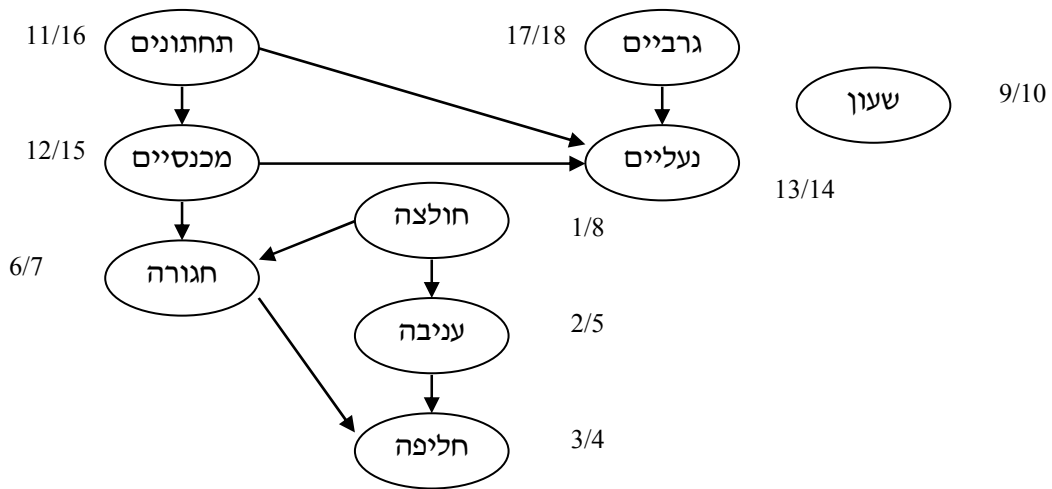 11/16
תחתונים
17/18
גרביים
שעון
9/10
12/15
מכנסיים
נעליים
13/14
חולצה
1/8
6/7
חגורה
עניבה
2/5
חליפה
3/4